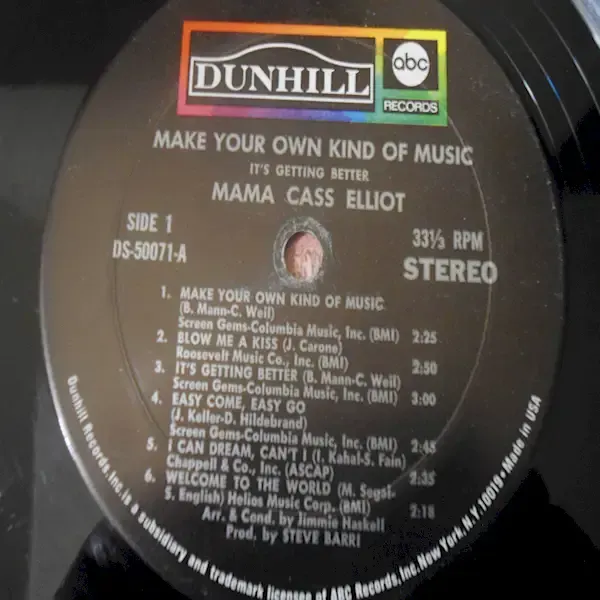 DUNHILL
abc
RECORDS
MAKE YOUR OWN KIND OF MUSIC
IT'S GETTING BETTER
MAMA CASS ELLIOT
SIDE 1
DS-50071-A
33⅓ RPM
STEREO
1. MAKE YOUR OWN KIND OF MUSIC
(B. Mann-C. Weil)
Screen Gems-Columbia Music, Inc. (BMI) 2:25
2. BLOW ME A KISS (J. Carone)
Roosevelt Music Co., Inc. (BMI) 2:50
3. IT'S GETTING BETTER (B. Mann-C. Weil)
Screen Gems-Columbia Music, Inc. (BMI) 3:00
4. EASY COME, EASY GO
(J. Keller-D. Hildebrand)
Screen Gems-Columbia Music, Inc. (BMI) 2:45
5. I CAN DREAM, CAN'T I (I. Kahal-S. Fain)
Chappell & Co., Inc. (ASCAP) 2:35
6. WELCOME TO THE WORLD (M. Segal-
S. English) Helios Music Corp. (BMI) 2:18
Arr. & Cond. by Jimmie Haskell
Prod. by STEVE BARRI
Dunhill Records, Inc. is a subsidiary and trademark licensee of ABC Records, Inc. New York, N.Y. 10019 • Made in USA